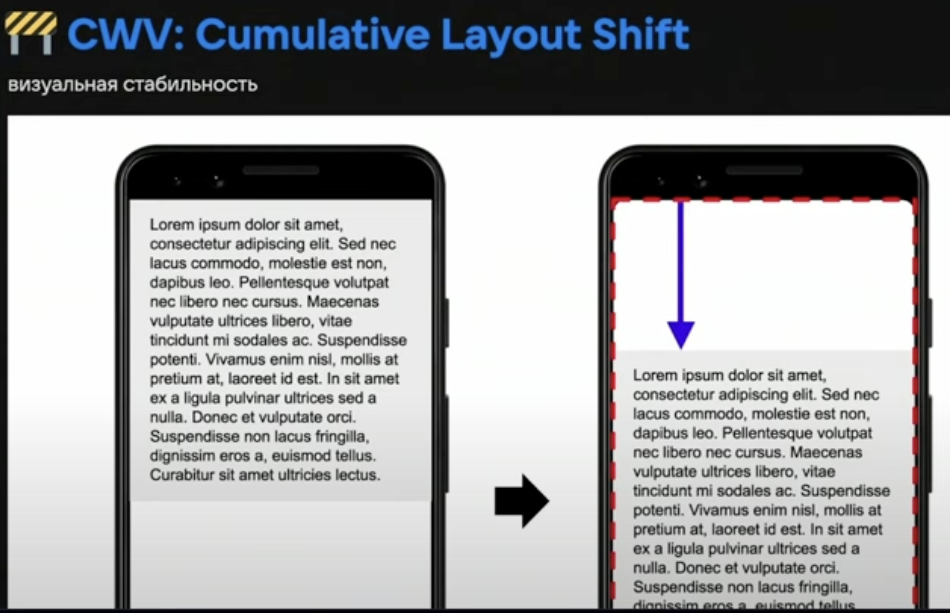 CWV: Cumulative Layout Shift
визуальная стабильность
Lorem ipsum dolor sit amet,
consectetur adipiscing elit. Sed nec
lacus commodo, molestie est non,
dapibus leo. Pellentesque volutpat
nec libero nec cursus. Maecenas
vulputate ultrices libero, vitae
tincidunt mi sodales ac. Suspendisse
potenti. Vivamus enim nisl, mollis at
pretium at, laoreet id est. In sit amet
ex a ligula pulvinar ultrices sed a
nulla. Donec et vulputate orci.
Suspendisse non lacus fringilla,
dignissim eros a, euismod tellus.
Curabitur sit amet ultricies lectus.
Lorem ipsum dolor sit amet,
consectetur adipiscing elit. Sed nec
lacus commodo, molestie est non,
dapibus leo. Pellentesque volutpat
nec libero nec cursus. Maecenas
vulputate ultrices libero, vitae
tincidunt mi sodales ac. Suspendisse
potenti. Vivamus enim nisl, mollis at
pretium at, laoreet id est. In sit amet
ex a ligula pulvinar ultrices sed a
nulla. Donec et vulputate orci.
Suspendisse non lacus fringilla,
dignissim eros a, euismod tellus.